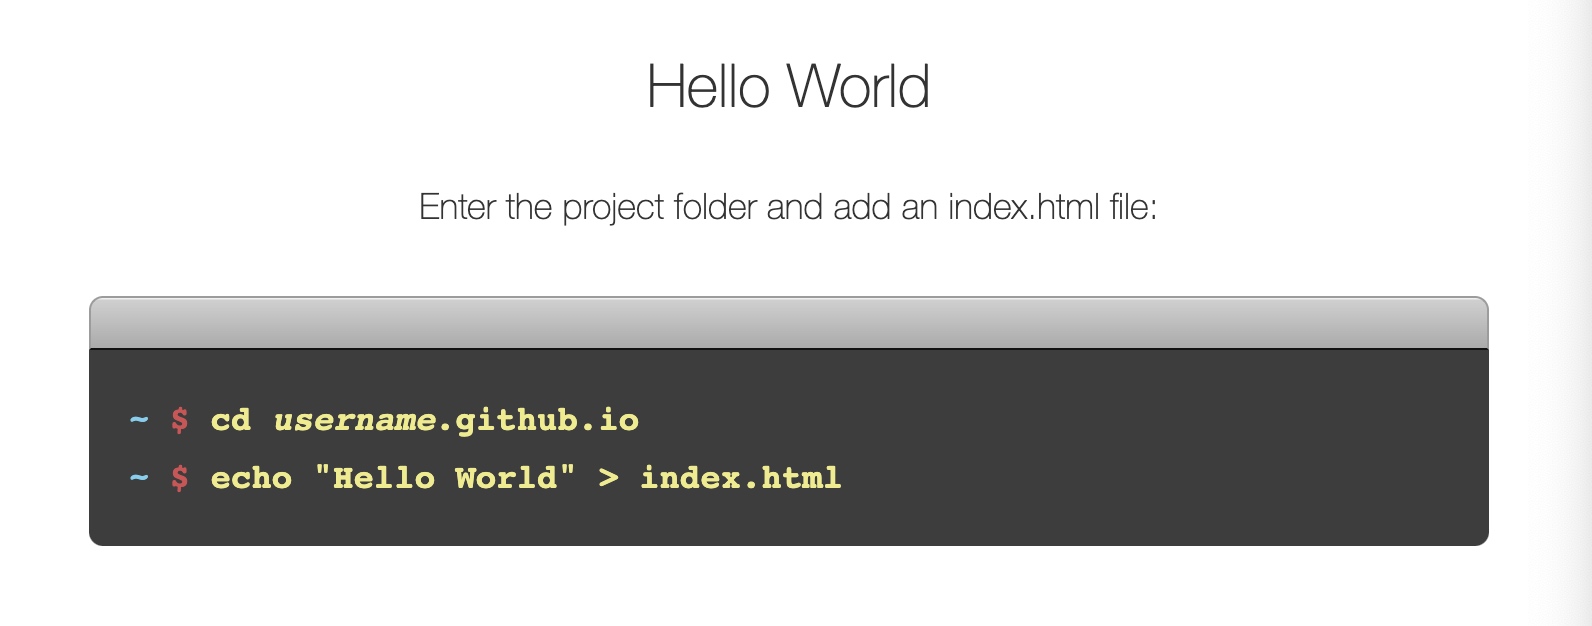 Hello World
Enter the project folder and add an index.html file:
~ $ cd username.github.io
~ $ echo "Hello World" > index.html